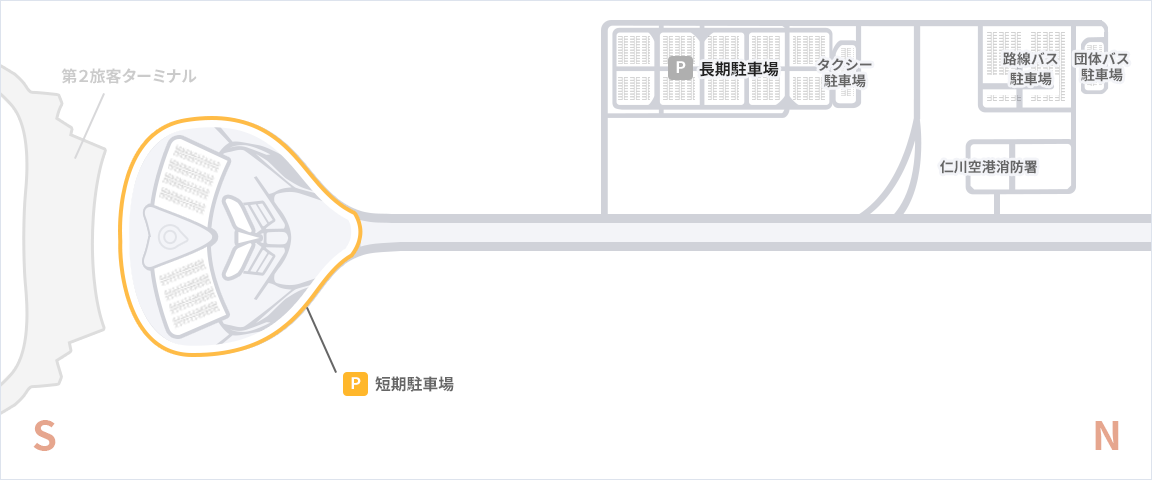 第2旅客ターミナル
P 長期駐車場
タクシー
駐車場
路線バス
駐車場
団体バス
駐車場
仁川空港消防署
P 短期駐車場
S
N